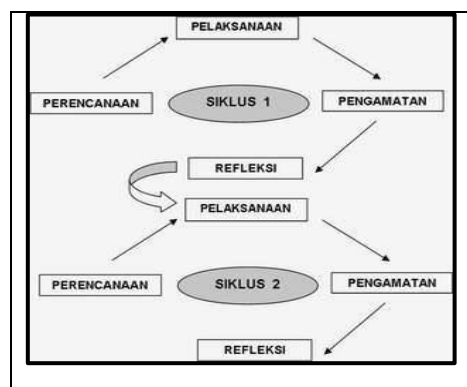 PELAKSANAAN
PERENCANAAN
SIKLUS 1
PENGAMATAN
REFLEKSI
PELAKSANAAN
PERENCANAAN
SIKLUS 2
PENGAMATAN
REFLEKSI